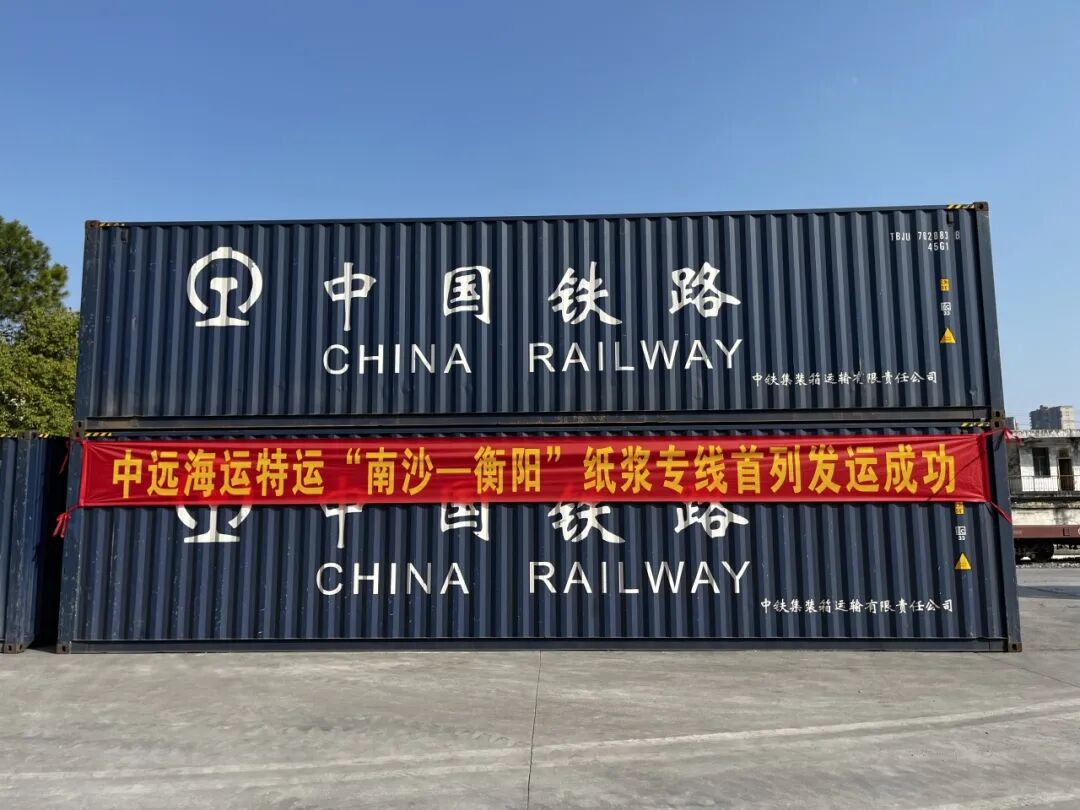 TBJU 762083 8
45G1
中国铁路
CHINA RAILWAY
中铁集装箱运输有限责任公司
中远海运特运“南沙—衡阳”纸浆专线首列发运成功
中国铁路
CHINA RAILWAY
中铁集装箱运输有限责任公司